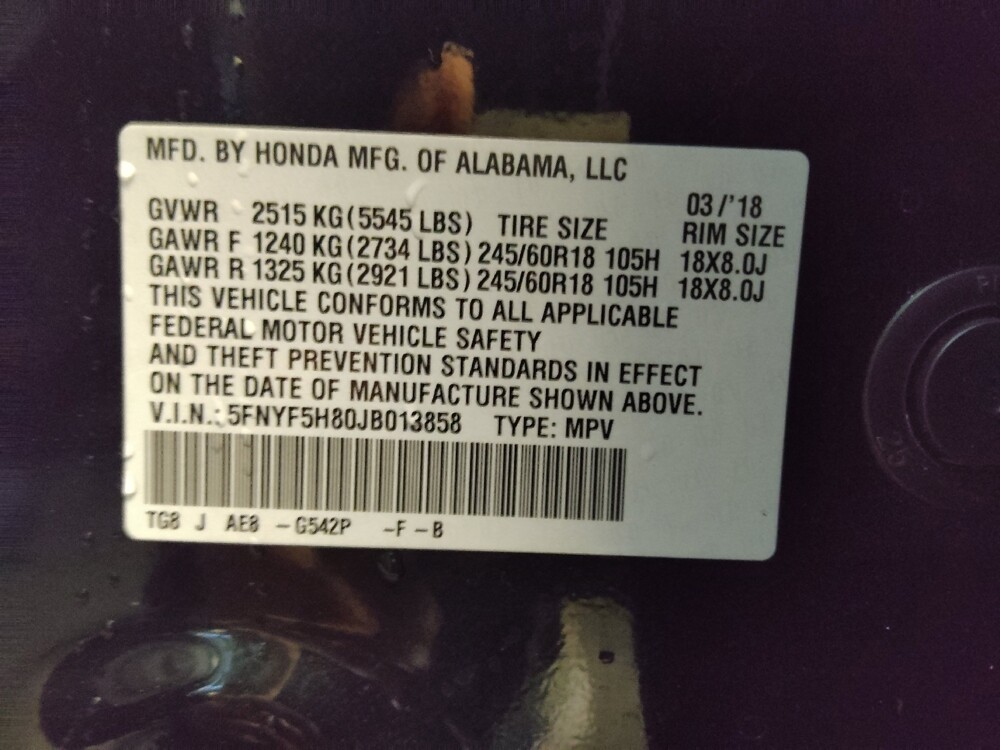 MFD. BY HONDA MFG. OF ALABAMA, LLC
03/'18
GVWR 2515 KG (5545 LBS) TIRE SIZE RIM SIZE
GAWR F 1240 KG (2734 LBS) 245/60R18 105H 18X8.0J
GAWR R 1325 KG (2921 LBS) 245/60R18 105H 18X8.0J
THIS VEHICLE CONFORMS TO ALL APPLICABLE
FEDERAL MOTOR VEHICLE SAFETY
AND THEFT PREVENTION STANDARDS IN EFFECT
ON THE DATE OF MANUFACTURE SHOWN ABOVE.
V.I.N.: 5FNYF5H80JB013858 TYPE: MPV
TG8 J AE8 -G542P -F -B